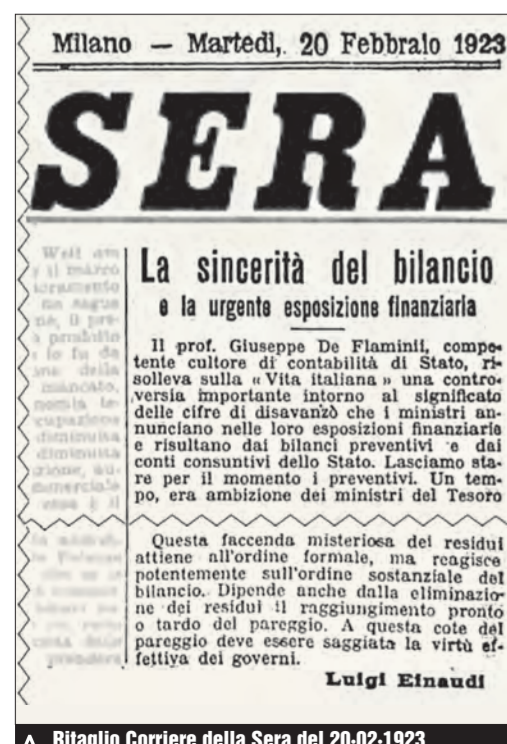 Milano — Martedì, 20 Febbraio 1923
SERA
La sincerità del bilancio
e la urgente esposizione finanziaria
Il prof. Giuseppe De Flaminii, compe-
tente cultore di contabilità di Stato, ri-
solleva sulla « Vita italiana » una contro-
versia importante intorno al significato
delle cifre di disavanzo che i ministri an-
nunciano nelle loro esposizioni finanziarie
e risultano dai bilanci preventivi e dai
conti consuntivi dello Stato. Lasciamo sta-
re per il momento i preventivi. Un tem-
po, era ambizione dei ministri del Tesoro
Questa faccenda misteriosa dei residui
attiene all'ordine formale, ma reagisce
potentemente sull'ordine sostanziale del
bilancio. Dipende anche dalla eliminazio-
ne dei residui il raggiungimento pronto
o tardo del pareggio. A questa cote del
pareggio deve essere saggiata la virtù ef-
fettiva dei governi.
Luigi Einaudi
Ritaglio Corriere della Sera del 20-02-1923